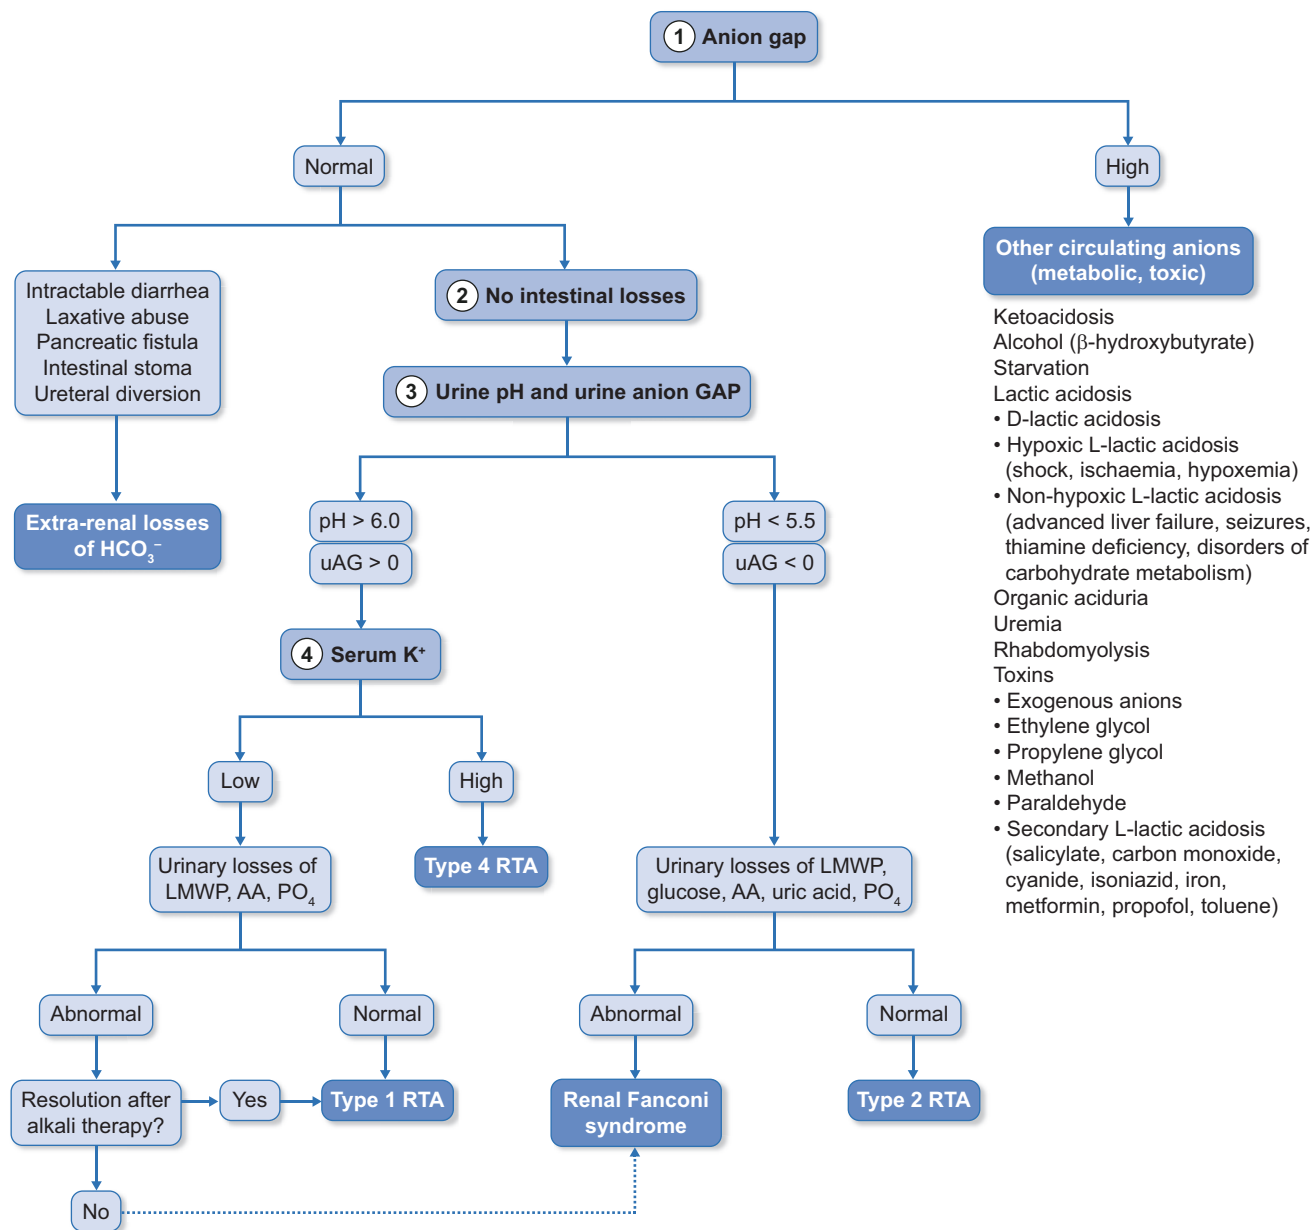 1 Anion gap
Normal
High
Intractable diarrhea
Laxative abuse
Pancreatic fistula
Intestinal stoma
Ureteral diversion
Extra-renal losses
of HCO₃⁻
2 No intestinal losses
3 Urine pH and urine anion GAP
pH > 6.0
uAG > 0
pH < 5.5
uAG < 0
4 Serum K⁺
Low
High
Urinary losses of
LMWP, AA, PO₄
Type 4 RTA
Urinary losses of LMWP,
glucose, AA, uric acid, PO₄
Abnormal
Normal
Abnormal
Normal
Resolution after
alkali therapy?
Yes
Type 1 RTA
Renal Fanconi
syndrome
Type 2 RTA
No
Other circulating anions
(metabolic, toxic)
Ketoacidosis
Alcohol (β-hydroxybutyrate)
Starvation
Lactic acidosis
• D-lactic acidosis
• Hypoxic L-lactic acidosis
(shock, ischaemia, hypoxemia)
• Non-hypoxic L-lactic acidosis
(advanced liver failure, seizures,
thiamine deficiency, disorders of
carbohydrate metabolism)
Organic aciduria
Uremia
Rhabdomyolysis
Toxins
• Exogenous anions
• Ethylene glycol
• Propylene glycol
• Methanol
• Paraldehyde
• Secondary L-lactic acidosis
(salicylate, carbon monoxide,
cyanide, isoniazid, iron,
metformin, propofol, toluene)